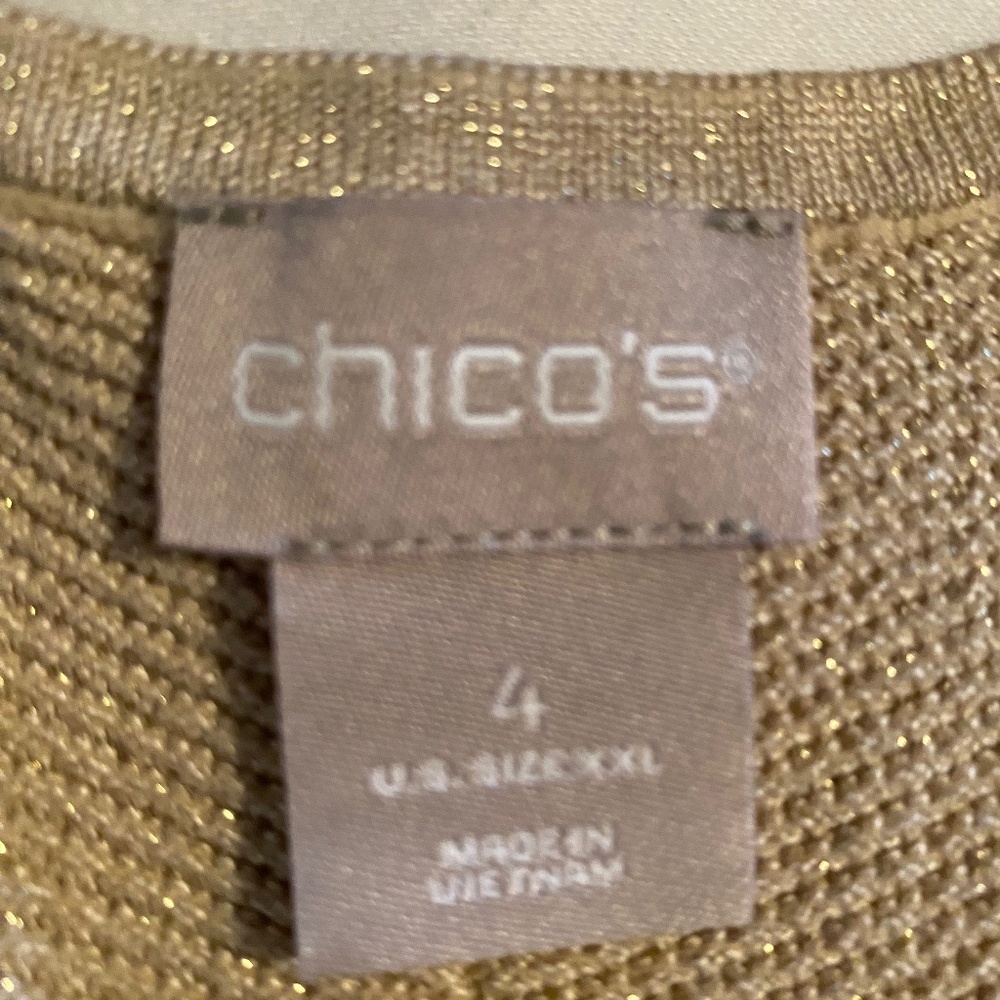 chico's®
4
U.S. SIZE XXL
MADE IN
VIETNAM